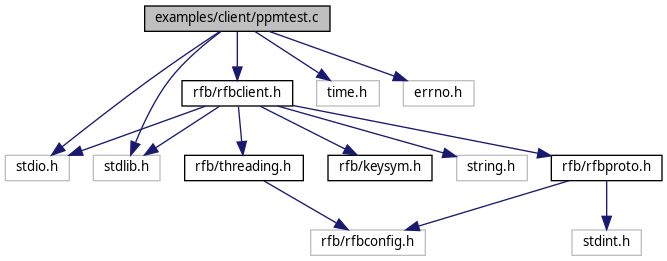 examples/client/ppmtest.c
rfb/rfbclient.h
time.h
errno.h
stdio.h
stdlib.h
rfb/threading.h
rfb/keysym.h
string.h
rfb/rfbproto.h
rfb/rfbconfig.h
stdint.h